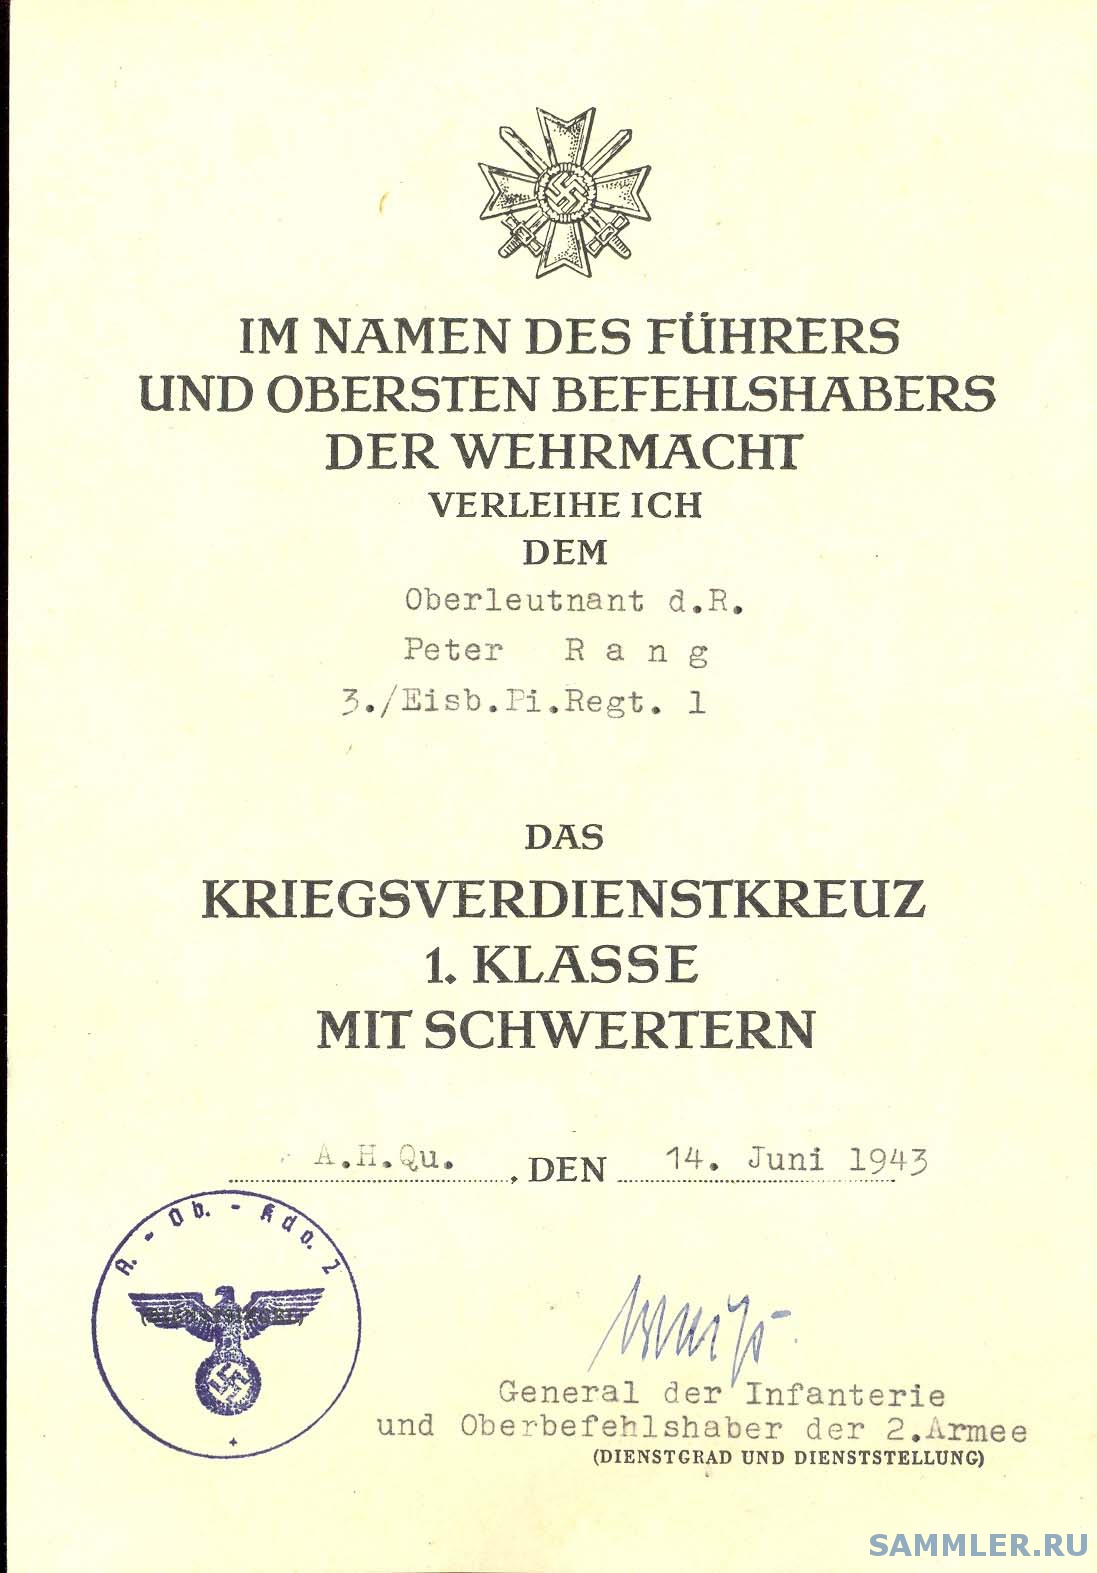 IM NAMEN DES FÜHRERS
UND OBERSTEN BEFEHLSHABERS
DER WEHRMACHT
VERLEIHE ICH
DEM
Oberleutnant d.R.
Peter R a n g
3./Eisb.Pi.Regt. 1
DAS
KRIEGSVERDIENSTKREUZ
1. KLASSE
MIT SCHWERTERN
A.H.Qu. , DEN 14. Juni 1943
A. - Ob. - Kdo. 2
(DIENSTSIEGEL)
General der Infanterie
und Oberbefehlshaber der 2.Armee
(DIENSTGRAD UND DIENSTSTELLUNG)
SAMMLER.RU